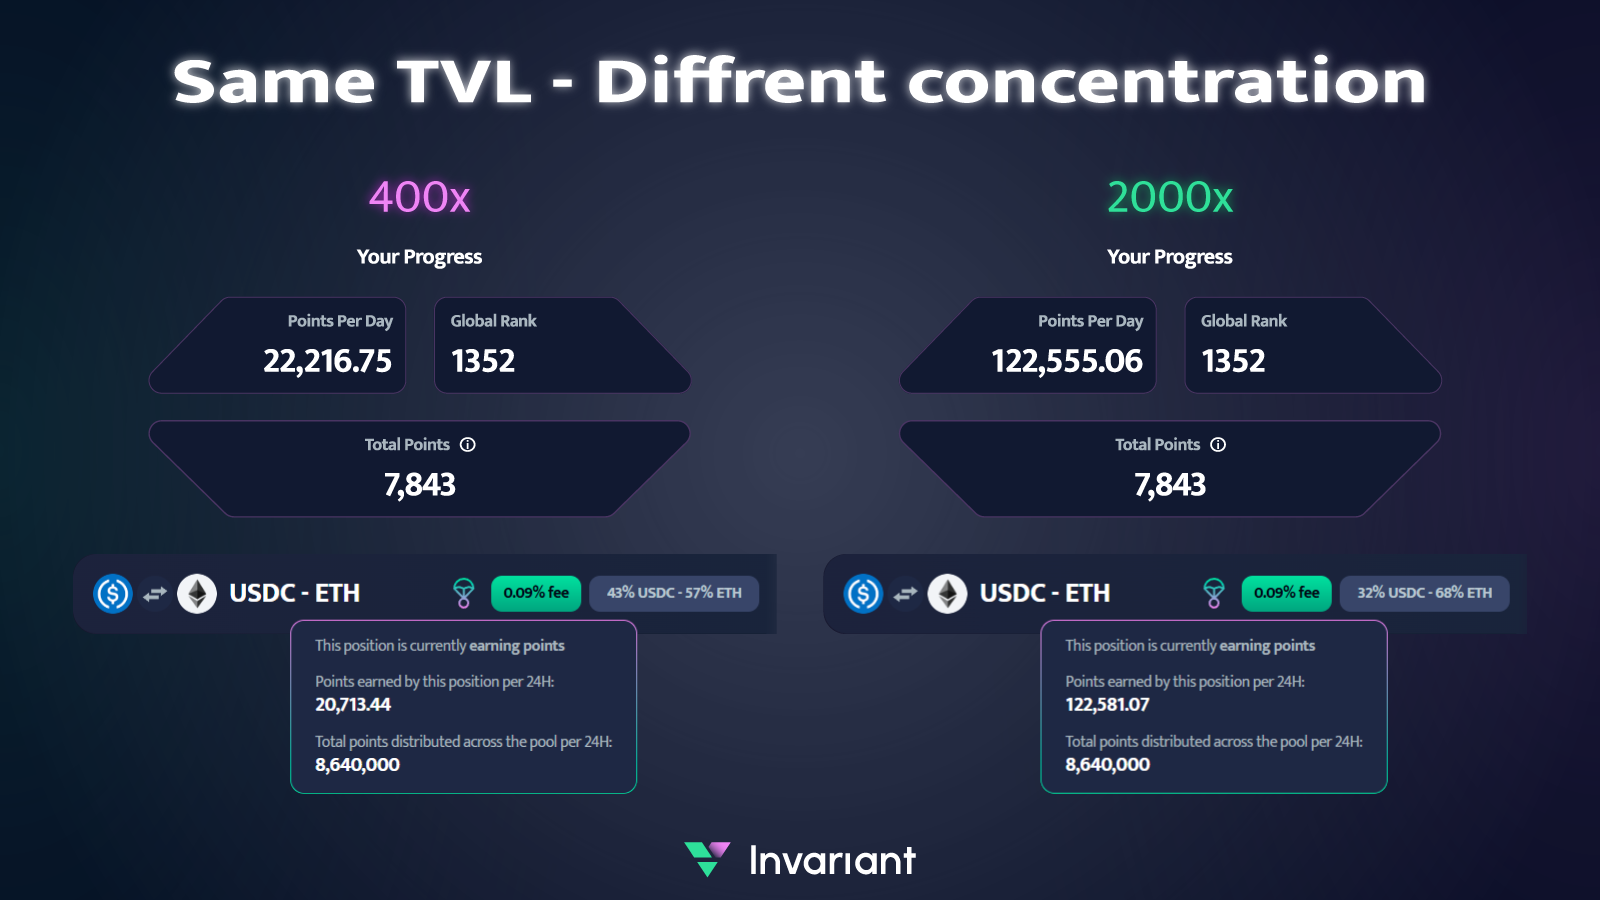 Same TVL - Diffrent concentration
400x
Your Progress
Points Per Day
22,216.75
Global Rank
1352
Total Points
7,843
USDC - ETH
0.09% fee
43% USDC - 57% ETH
This position is currently earning points
Points earned by this position per 24H:
20,713.44
Total points distributed across the pool per 24H:
8,640,000
2000x
Your Progress
Points Per Day
122,555.06
Global Rank
1352
Total Points
7,843
USDC - ETH
0.09% fee
32% USDC - 68% ETH
This position is currently earning points
Points earned by this position per 24H:
122,581.07
Total points distributed across the pool per 24H:
8,640,000
Invariant